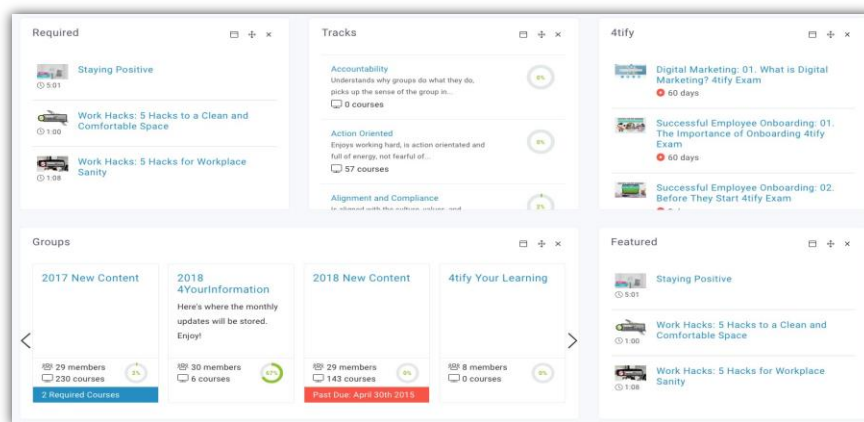 Required
Staying Positive
5:01
Work Hacks: 5 Hacks to a Clean and
Comfortable Space
1:00
Work Hacks: 5 Hacks for Workplace
Sanity
1:08
Tracks
Accountability
Understands why groups do what they do,
picks up the sense of the group in...
0 courses
0%
Action Oriented
Enjoys working hard, is action orientated and
full of energy, not fearful of...
57 courses
0%
Alignment and Compliance
4tify
Digital Marketing: 01. What is Digital
Marketing? 4tify Exam
60 days
Successful Employee Onboarding: 01.
The Importance of Onboarding 4tify
Exam
60 days
Successful Employee Onboarding: 02.
Before They Start 4tify Exam
Groups
2017 New Content
29 members
230 courses
2 Required Courses
2018
4YourInformation
Here's where the monthly
updates will be stored.
Enjoy!
30 members
6 courses
67%
2018 New Content
29 members
143 courses
0%
Past Due: April 30th 2015
4tify Your Learning
8 members
0 courses
0%
Featured
Staying Positive
5:01
Work Hacks: 5 Hacks to a Clean and
Comfortable Space
1:00
Work Hacks: 5 Hacks for Workplace
Sanity
1:08